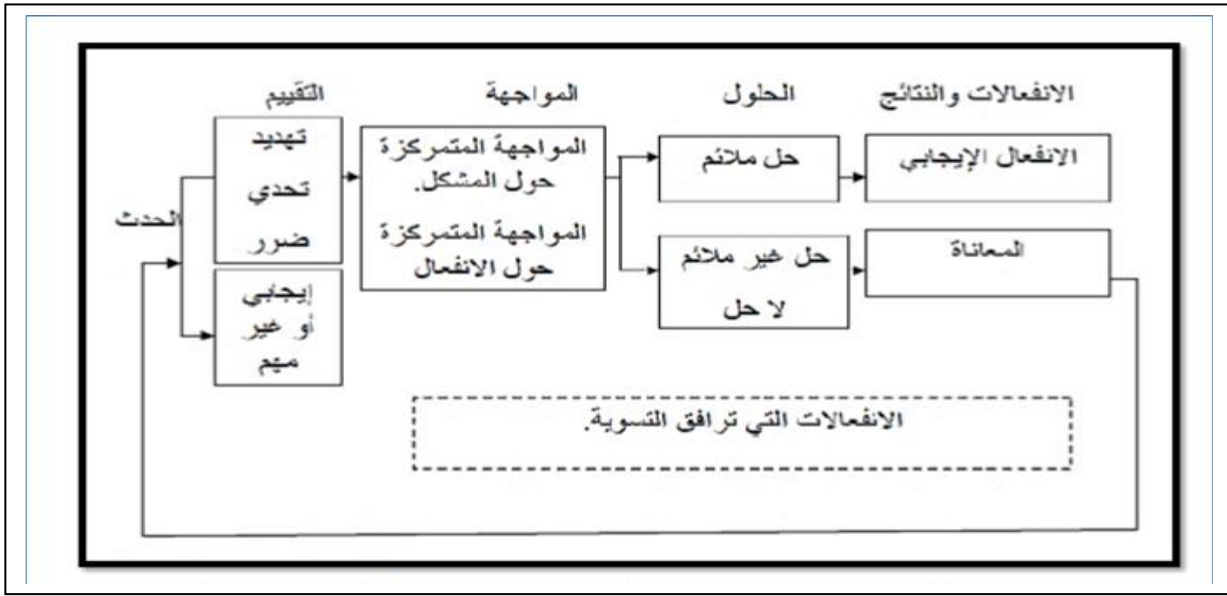 التقييم
المواجهة
الحلول
الانفعالات والنتائج
الحدث
تهديد
تحدي
ضرر
إيجابي
أو غير
مهم
المواجهة المتمركزة
حول المشكل.
المواجهة المتمركزة
حول الانفعال
حل ملائم
حل غير ملائم
لا حل
الانفعال الإيجابي
المعاناة
الانفعالات التي ترافق التسوية.